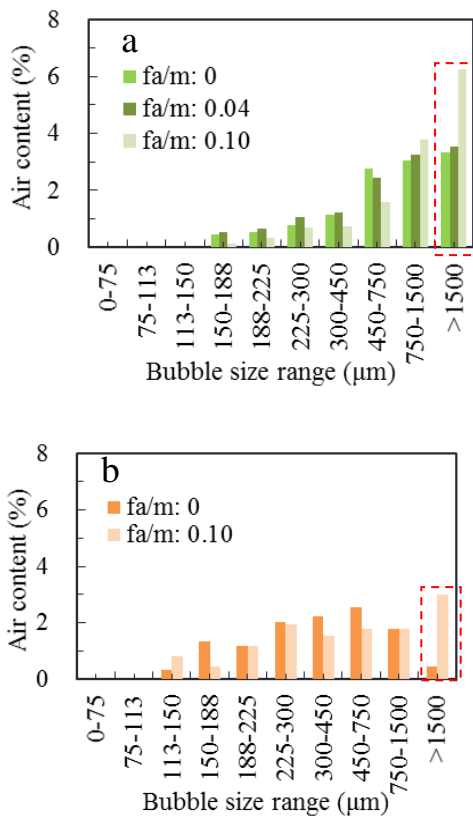 a
Air content (%)
8
6
4
2
0
fa/m: 0
fa/m: 0.04
fa/m: 0.10
0-75
75-113
113-150
150-188
188-225
225-300
300-450
450-750
750-1500
>1500
Bubble size range (μm)
b
Air content (%)
8
6
4
2
0
fa/m: 0
fa/m: 0.10
0-75
75-113
113-150
150-188
188-225
225-300
300-450
450-750
750-1500
>1500
Bubble size range (μm)